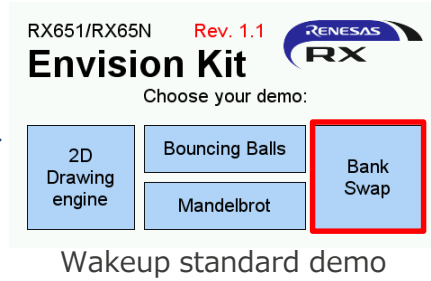 RX651/RX65N Rev. 1.1
RENESAS
RX
Envision Kit
Choose your demo:
2D
Drawing
engine
Bouncing Balls
Mandelbrot
Bank
Swap
Wakeup standard demo